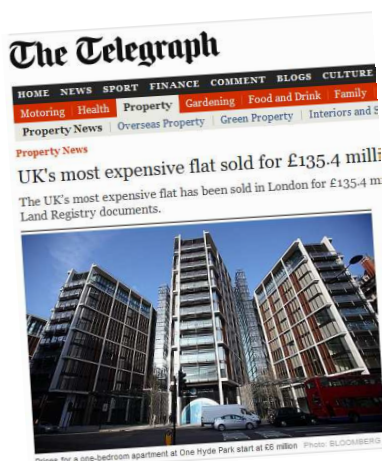 The Telegraph
HOME NEWS SPORT FINANCE COMMENT BLOGS CULTURE
Motoring Health Property Gardening Food and Drink Family
Property News Overseas Property Green Property Interiors and S
Property News
UK's most expensive flat sold for £135.4 milli
The UK's most expensive flat has been sold in London for £135.4 m
Land Registry documents.
Prices for a one-bedroom apartment at One Hyde Park start at £6 million Photo: BLOOMBERG